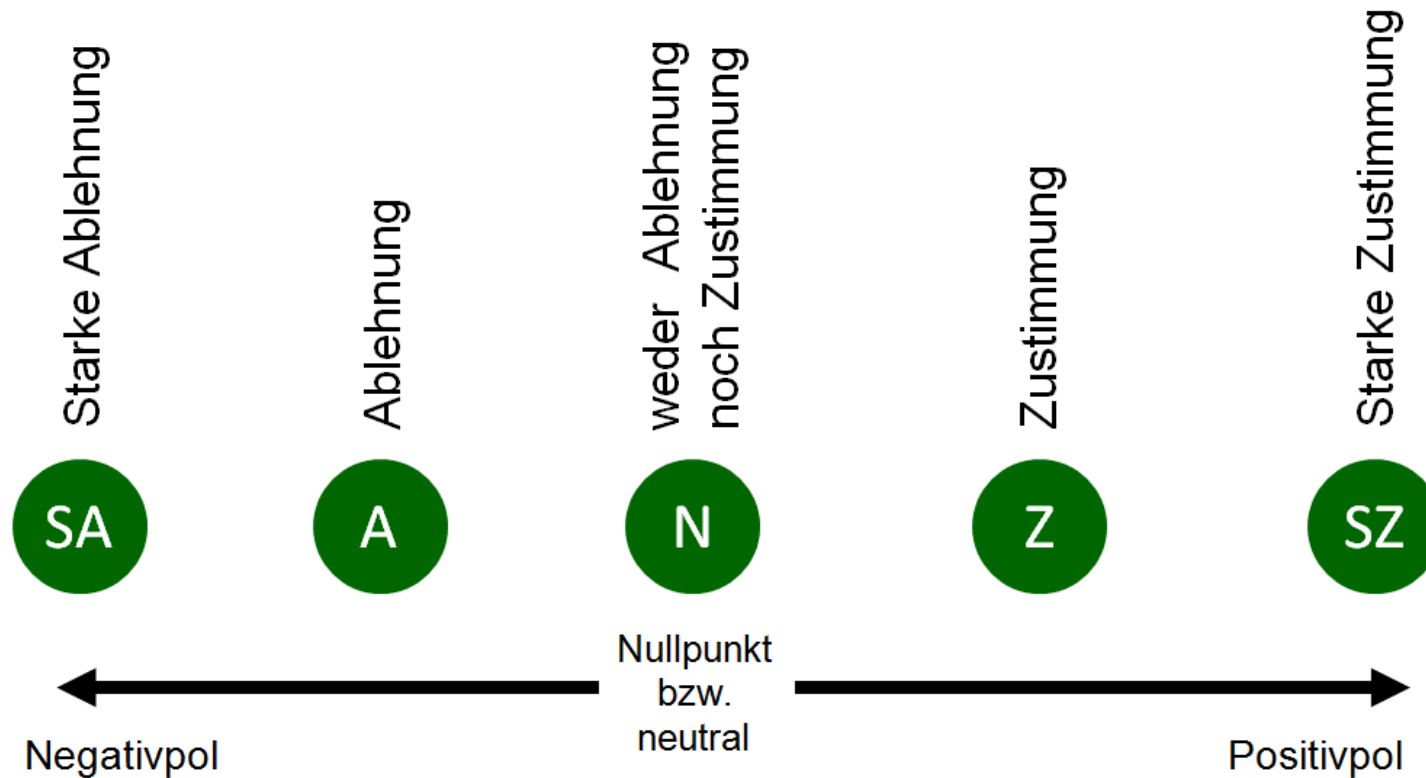 Starke Ablehnung
Ablehnung
weder Ablehnung
noch Zustimmung
Zustimmung
Starke Zustimmung
SA
A
N
Z
SZ
Nullpunkt
bzw.
neutral
Negativpol
Positivpol